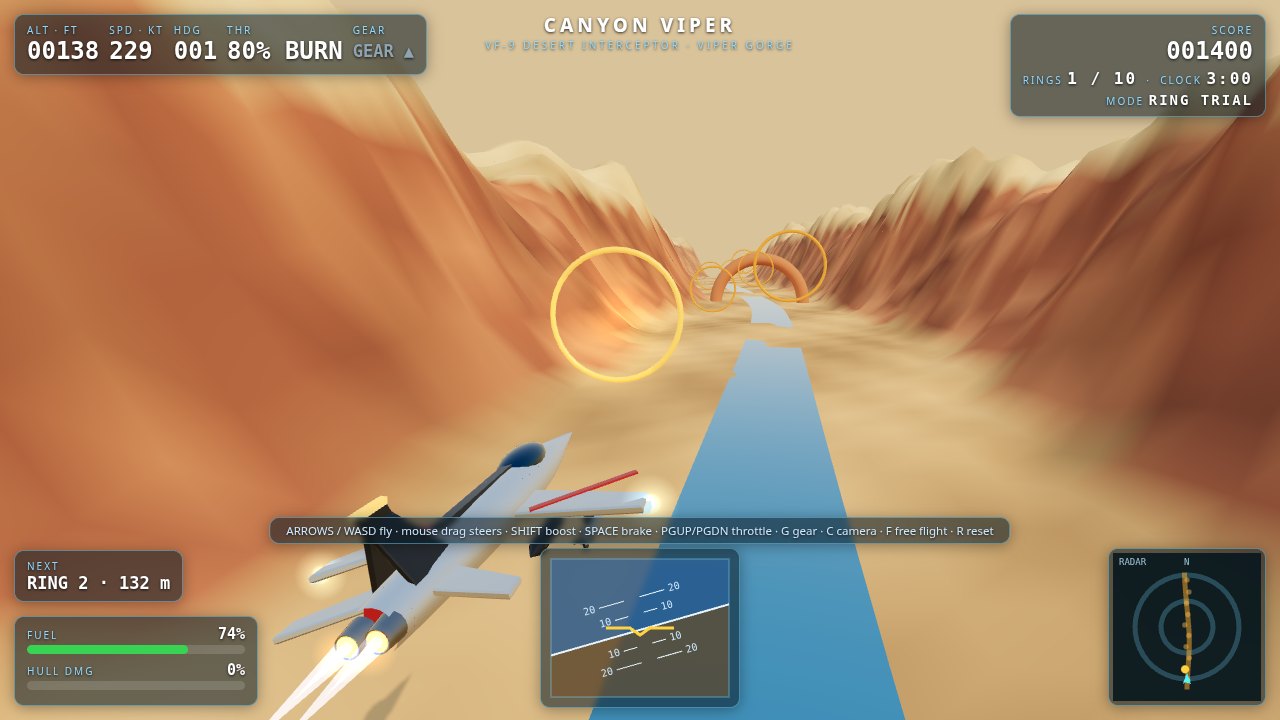 ALT · FT SPD · KT HDG THR GEAR
00138 229 001 80% BURN GEAR ▲
CANYON VIPER
VF-9 DESERT INTERCEPTOR · VIPER GORGE
SCORE
001400
RINGS 1 / 10 · CLOCK 3:00
MODE RING TRIAL
ARROWS / WASD fly · mouse drag steers · SHIFT boost · SPACE brake · PGUP/PGDN throttle · G gear · C camera · F free flight · R reset
NEXT
RING 2 · 132 m
FUEL 74%
HULL DMG 0%
20 20
10 10
10 10
20 20
RADAR N